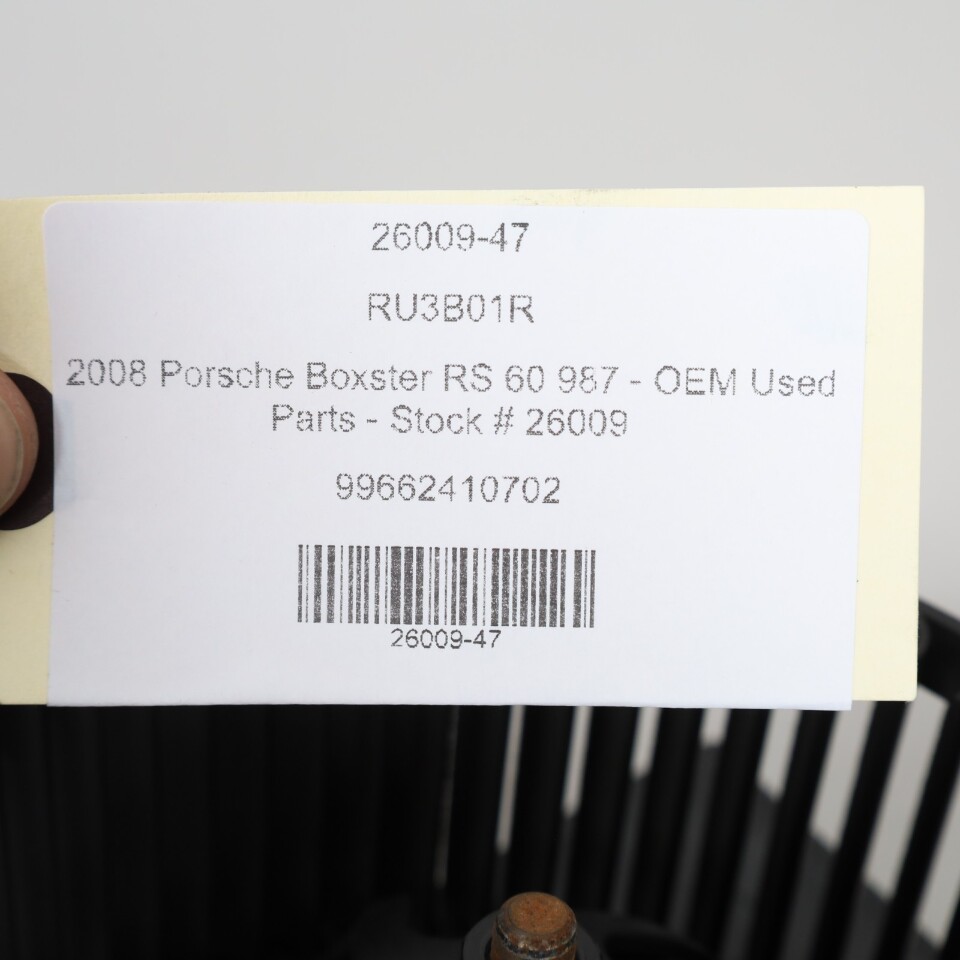 26009-47
RU3B01R
2008 Porsche Boxster RS 60 987 - OEM Used
Parts - Stock # 26009
99662410702
26009-47